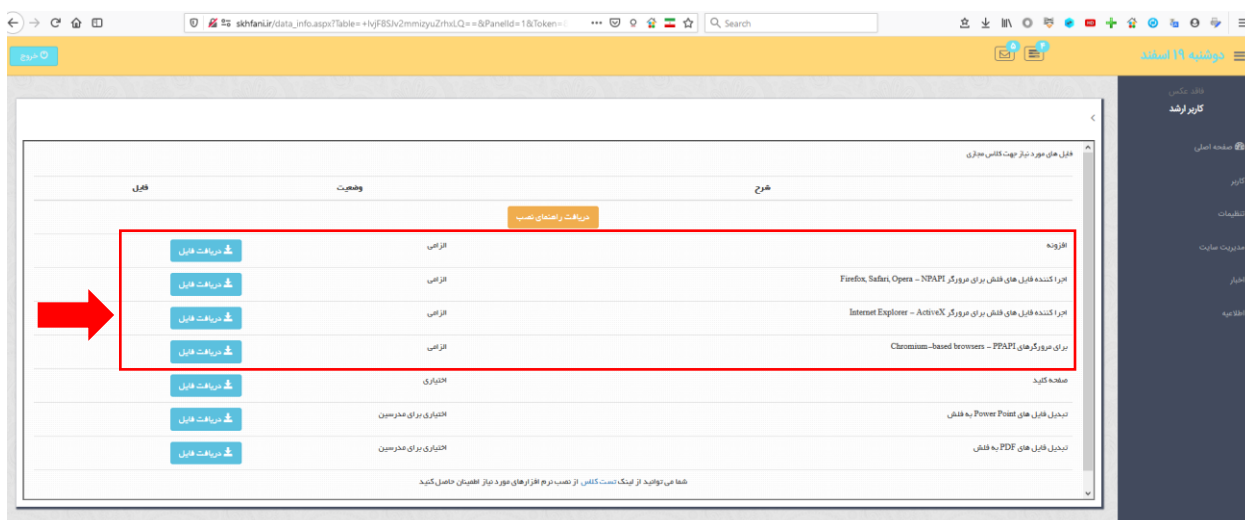 skhfani.ir/data_info.aspx?Table=+IvjF8SJv2mmizyuZrhsLQ==&PanelId=1&Token=
Search
دوشنبه ۱۹ اسفند
خروج
فاقد عکس
کاربر ارشد
صفحه اصلی
کاربر
تنظیمات
مدیریت سایت
اخبار
اطلاعیه
فایل های مورد نیاز جهت کلاس مجازی
شرح وضعیت فایل
دریافت راهنمای نصب
افزونه الزامی دریافت فایل
اجرا کننده فایل های فلش برای مرورگر Firefox, Safari, Opera – NPAPI الزامی دریافت فایل
اجرا کننده فایل های فلش برای مرورگر Internet Explorer – ActiveX الزامی دریافت فایل
برای مرورگرهای Chromium-based browsers – PPAPI الزامی دریافت فایل
صفحه کلید اختیاری دریافت فایل
تبدیل فایل های Power Point به فلش اختیاری برای مدرسین دریافت فایل
تبدیل فایل های PDF به فلش اختیاری برای مدرسین دریافت فایل
شما می توانید از لینک تست کلاس از نصب نرم افزارهای مورد نیاز اطمینان حاصل کنید